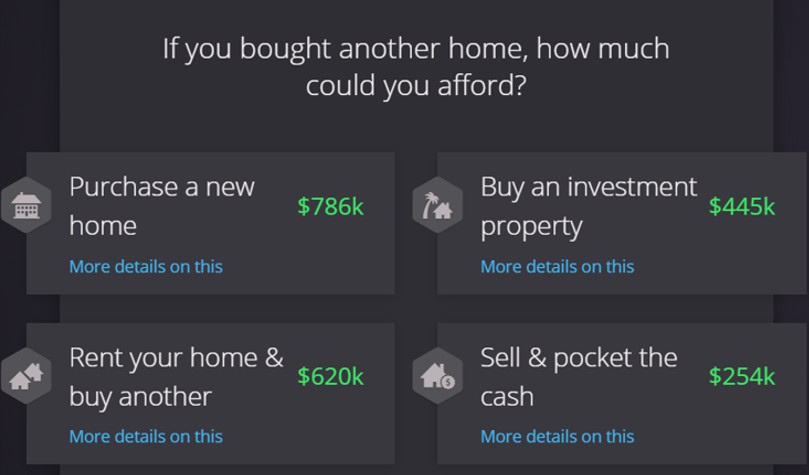 If you bought another home, how much
could you afford?
Purchase a new
home
$786k
More details on this
Buy an investment
property
$445k
More details on this
Rent your home &
buy another
$620k
More details on this
Sell & pocket the
cash
$254k
More details on this